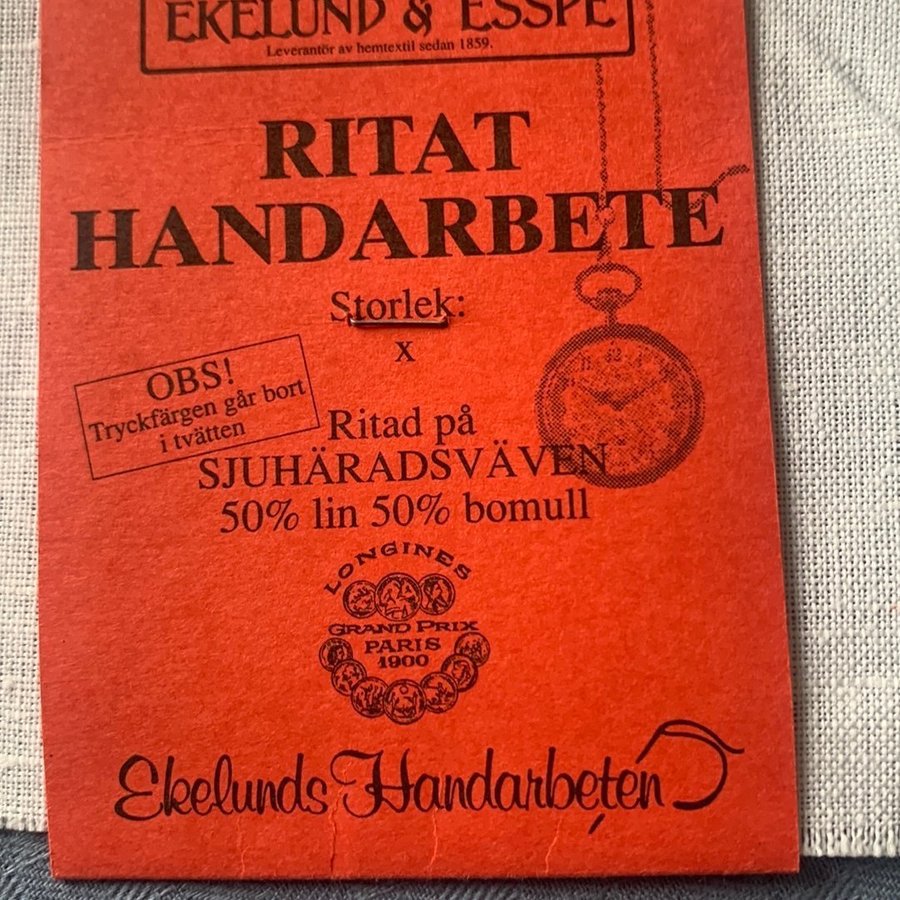 EKELUND & ESSPE
Leverantör av hemtextil sedan 1859.
RITAT
HANDARBETE
Storlek:
x
OBS!
Tryckfärgen går bort
i tvätten
Ritad på
SJUHÄRADSVÄVEN
50% lin 50% bomull
LONGINES
GRAND PRIX
PARIS
1900
Ekelunds Handarbeten